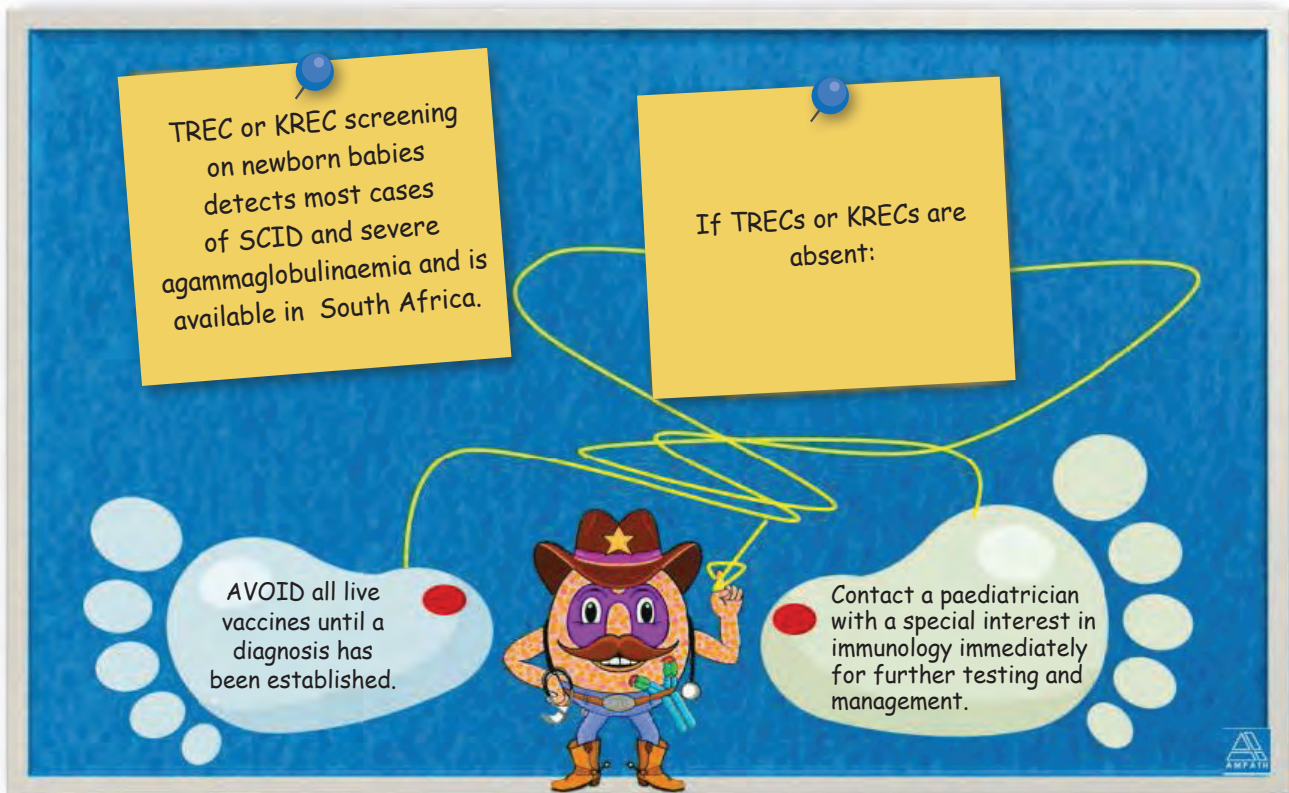 TREC or KREC screening
on newborn babies
detects most cases
of SCID and severe
agammaglobulinaemia and is
available in South Africa.
If TRECs or KRECs are
absent:
AVOID all live
vaccines until a
diagnosis has
been established.
Contact a paediatrician
with a special interest in
immunology immediately
for further testing and
management.
AMPATH